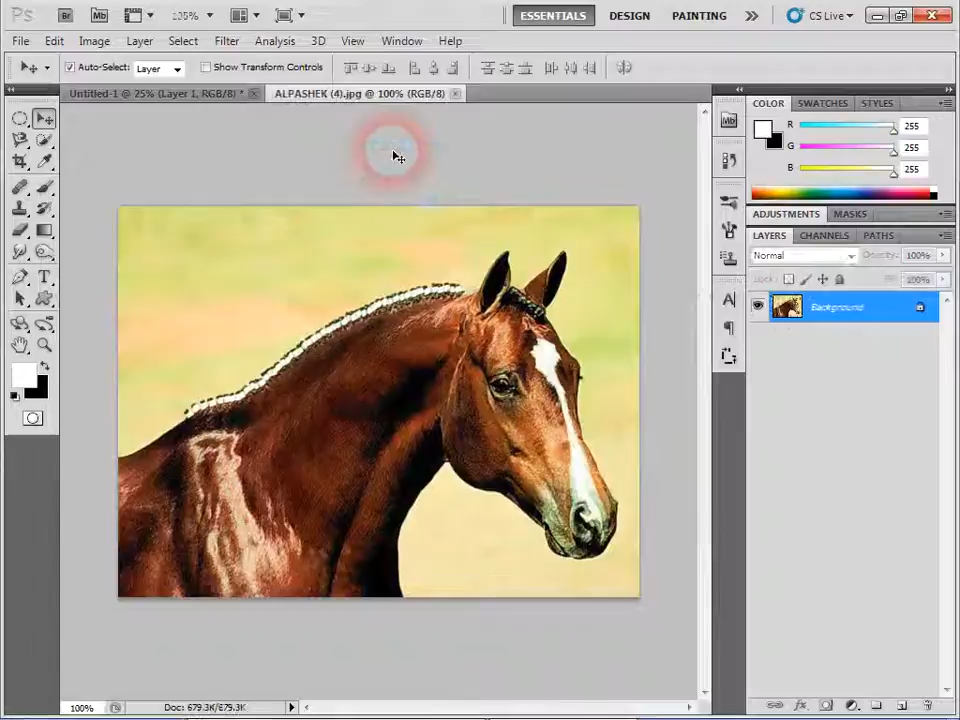 Ps Br Mb 135% ESSENTIALS DESIGN PAINTING CS Live
File Edit Image Layer Select Filter Analysis 3D View Window Help
Auto-Select: Layer Show Transform Controls
Untitled-1 @ 25% (Layer 1, RGB/8) * ALPASHEK (4).jpg @ 100% (RGB/8)
COLOR SWATCHES STYLES
R 255
G 255
B 255
ADJUSTMENTS MASKS
LAYERS CHANNELS PATHS
Normal Opacity: 100%
Lock: 100%
Background
100% Doc: 679.3K/679.3K